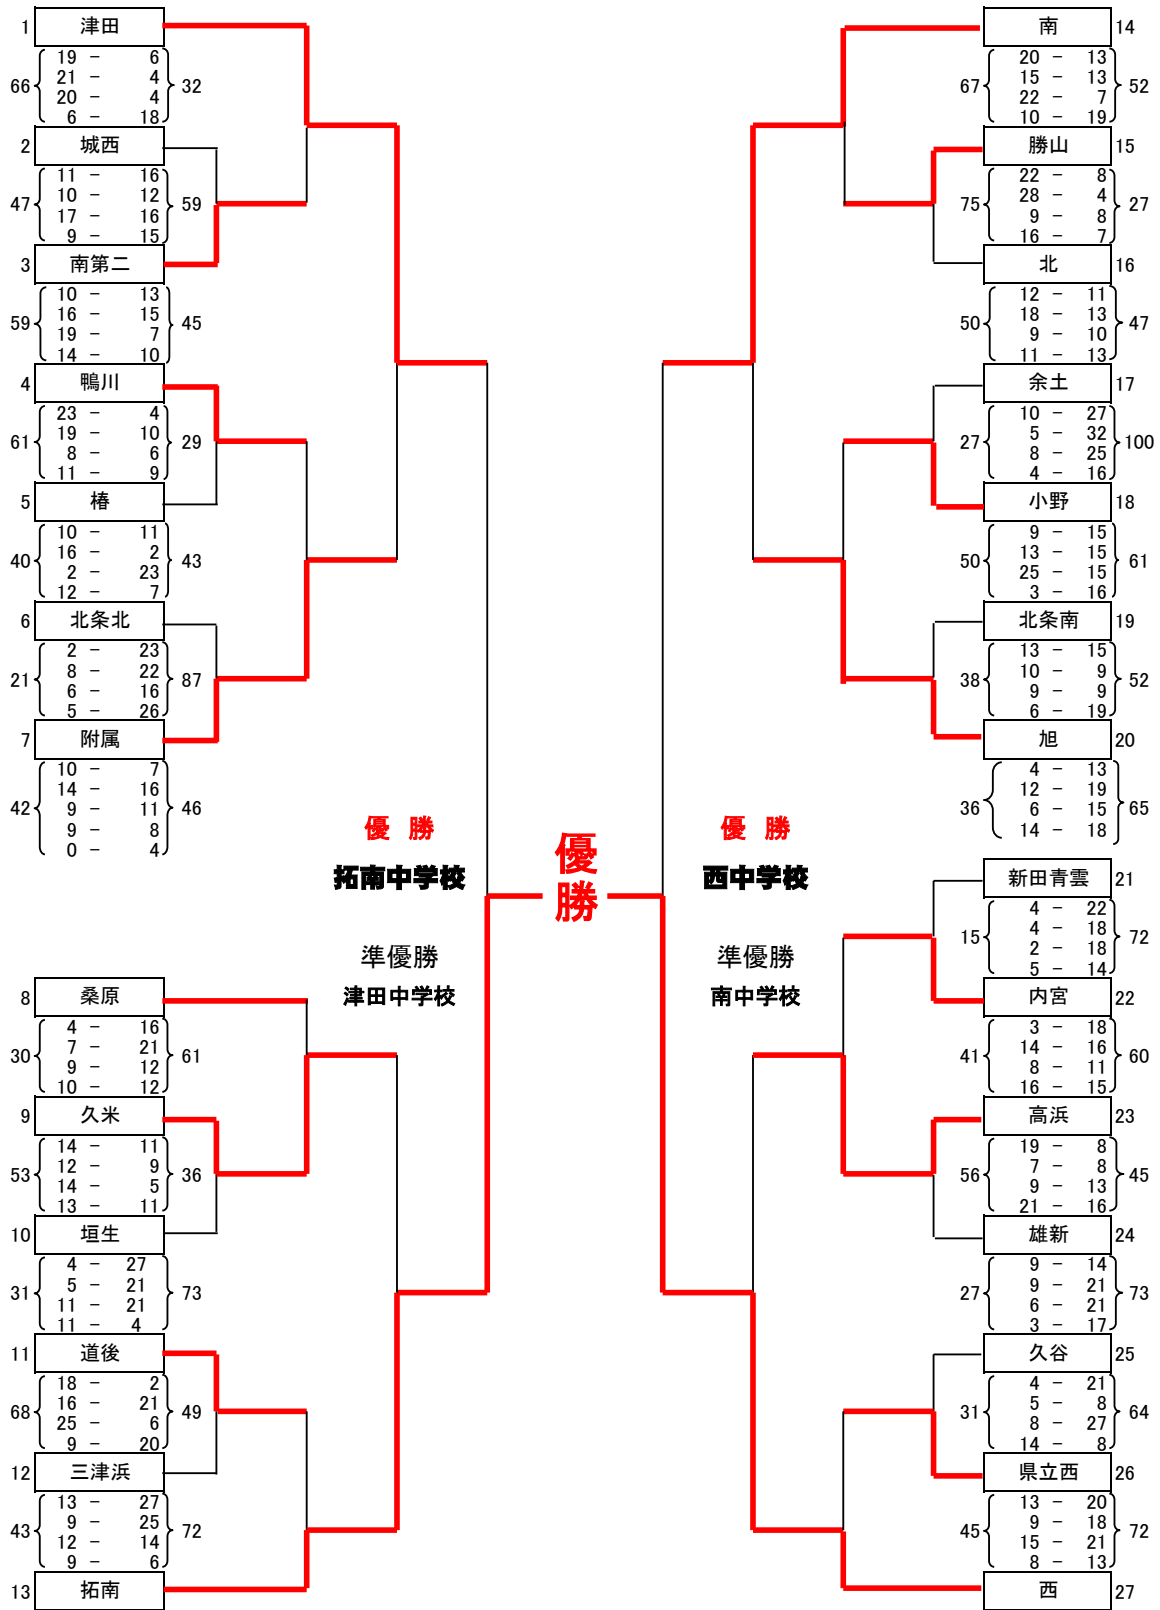 1 津田
66 19 - 6 32
21 - 4
20 - 4
6 - 18
2 城西
47 11 - 16 59
10 - 12
17 - 16
9 - 15
3 南第二
59 10 - 13 45
16 - 15
19 - 7
14 - 10
4 鴨川
61 23 - 4 29
19 - 10
8 - 6
11 - 9
5 椿
40 10 - 11 43
16 - 2
2 - 23
12 - 7
6 北条北
21 2 - 23 87
8 - 22
6 - 16
5 - 26
7 附属
42 10 - 7 46
14 - 16
9 - 11
9 - 8
0 - 4
8 桑原
30 4 - 16 61
7 - 21
9 - 12
10 - 12
9 久米
53 14 - 11 36
12 - 9
14 - 5
13 - 11
10 垣生
31 4 - 27 73
5 - 21
11 - 21
11 - 4
11 道後
68 18 - 2 49
16 - 21
25 - 6
9 - 20
12 三津浜
43 13 - 27 72
9 - 25
12 - 14
9 - 6
13 拓南
優 勝
拓南中学校
準優勝
津田中学校
優勝
優 勝
西中学校
準優勝
南中学校
南 14
67 20 - 13 52
15 - 13
22 - 7
10 - 19
勝山 15
75 22 - 8 27
28 - 4
9 - 8
16 - 7
北 16
50 12 - 11 47
18 - 13
9 - 10
11 - 13
余土 17
27 10 - 27 100
5 - 32
8 - 25
4 - 16
小野 18
50 9 - 15 61
13 - 15
25 - 15
3 - 16
北条南 19
38 13 - 15 52
10 - 9
9 - 9
6 - 19
旭 20
36 4 - 13 65
12 - 19
6 - 15
14 - 18
新田青雲 21
15 4 - 22 72
4 - 18
2 - 18
5 - 14
内宮 22
41 3 - 18 60
14 - 16
8 - 11
16 - 15
高浜 23
56 19 - 8 45
7 - 8
9 - 13
21 - 16
雄新 24
27 9 - 14 73
9 - 21
6 - 21
3 - 17
久谷 25
31 4 - 21 64
5 - 8
8 - 27
14 - 8
県立西 26
45 13 - 20 72
9 - 18
15 - 21
8 - 13
西 27